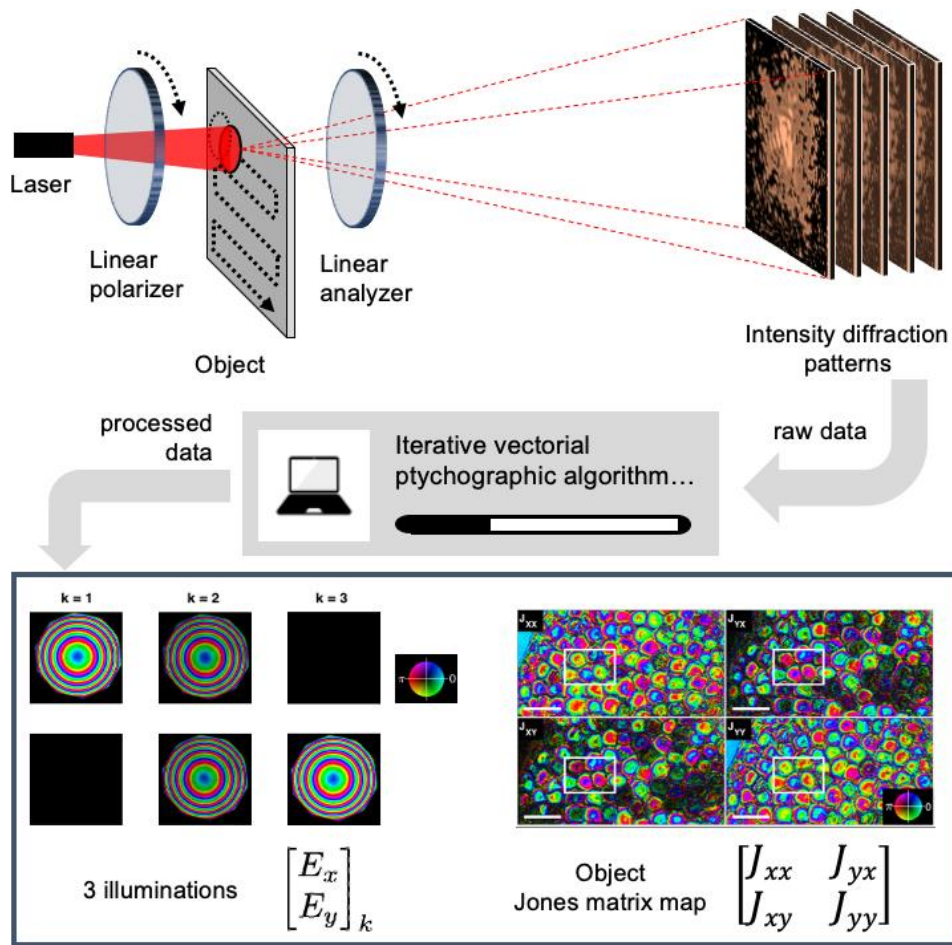 Laser
Linear
polarizer
Object
Linear
analyzer
Intensity diffraction
patterns
processed
data
raw data
Iterative vectorial
ptychographic algorithm…
k = 1
k = 2
k = 3
π
0
J_XX
J_YX
J_XY
J_YY
π
0
3 illuminations
[E_x
E_y]_k
Object
Jones matrix map
[J_xx J_yx
J_xy J_yy]